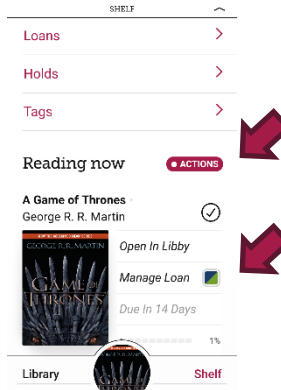 SHELF
Loans
Holds
Tags
Reading now
ACTIONS
A Game of Thrones
George R. R. Martin
GEORGE R.R. MARTIN
GAME OF
THRONES
Open In Libby
Manage Loan
Due In 14 Days
1%
Library
Shelf